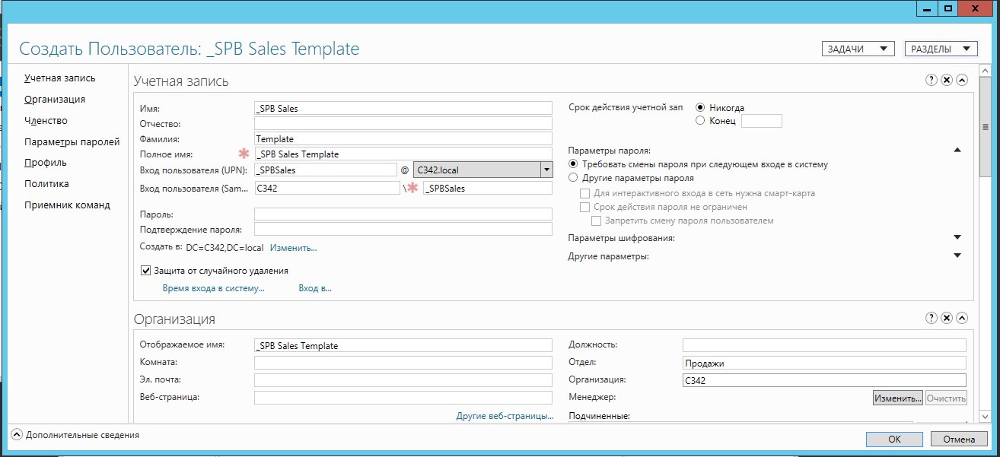 Создать Пользователь: _SPB Sales Template
ЗАДАЧИ
РАЗДЕЛЫ
Учетная запись
Организация
Членство
Параметры паролей
Профиль
Политика
Приемник команд
Учетная запись
Имя: _SPB Sales
Отчество:
Фамилия: Template
Полное имя: _SPB Sales Template
Вход пользователя (UPN): _SPBSales @ C342.local
Вход пользователя (Sam... C342 \ _SPBSales
Пароль:
Подтверждение пароля:
Создать в: DC=C342,DC=local Изменить...
Защита от случайного удаления
Время входа в систему... Вход в...
Срок действия учетной зап
Никогда
Конец
Параметры пароля:
Требовать смены пароля при следующем входе в систему
Другие параметры пароля
Для интерактивного входа в сеть нужна смарт-карта
Срок действия пароля не ограничен
Запретить смену пароля пользователем
Параметры шифрования:
Другие параметры:
Организация
Отображаемое имя: _SPB Sales Template
Комната:
Эл. почта:
Веб-страница:
Другие веб-страницы...
Должность:
Отдел: Продажи
Организация: C342
Менеджер:
Изменить... Очистить
Подчиненные:
Дополнительные сведения
OK
Отмена